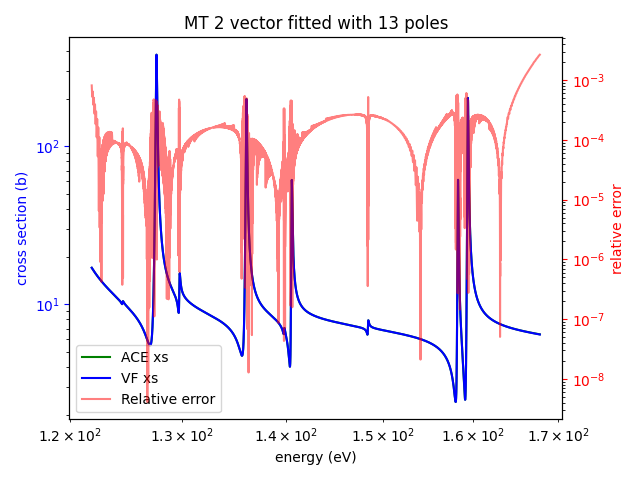 MT 2 vector fitted with 13 poles
cross section (b)
10²
10¹
10⁻³
10⁻⁴
10⁻⁵
10⁻⁶
10⁻⁷
10⁻⁸
relative error
ACE xs
VF xs
Relative error
1.2 × 10² 1.3 × 10² 1.4 × 10² 1.5 × 10² 1.6 × 10² 1.7 × 10²
energy (eV)